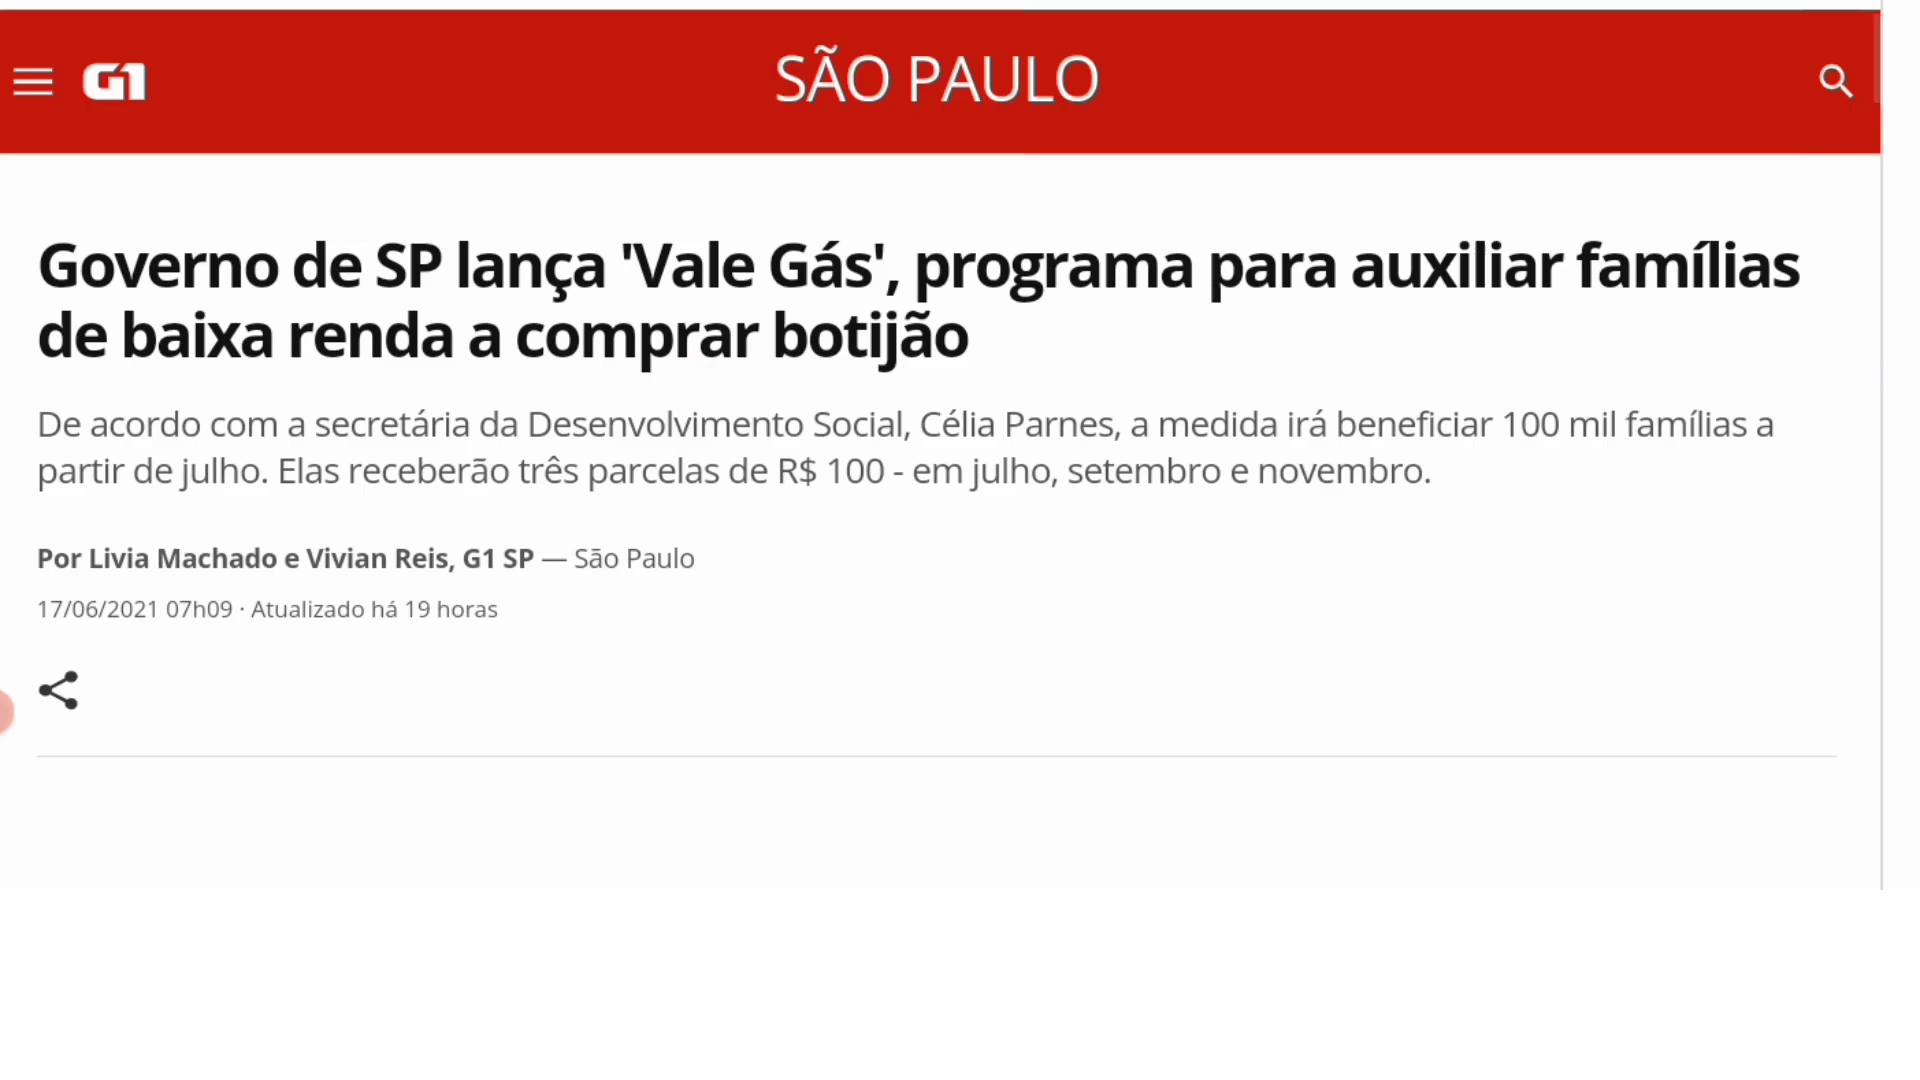 G1
SÃO PAULO
Governo de SP lança 'Vale Gás', programa para auxiliar famílias
de baixa renda a comprar botijão
De acordo com a secretária da Desenvolvimento Social, Célia Parnes, a medida irá beneficiar 100 mil famílias a
partir de julho. Elas receberão três parcelas de R$ 100 - em julho, setembro e novembro.
Por Livia Machado e Vivian Reis, G1 SP — São Paulo
17/06/2021 07h09 · Atualizado há 19 horas